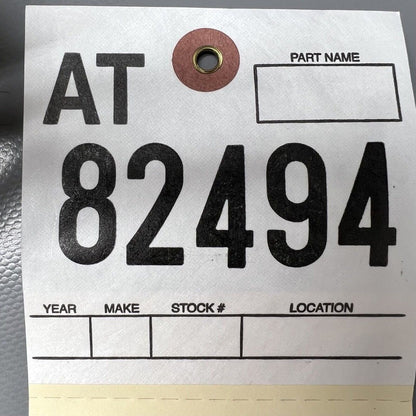 AT
PART NAME
82494
YEAR MAKE STOCK # LOCATION